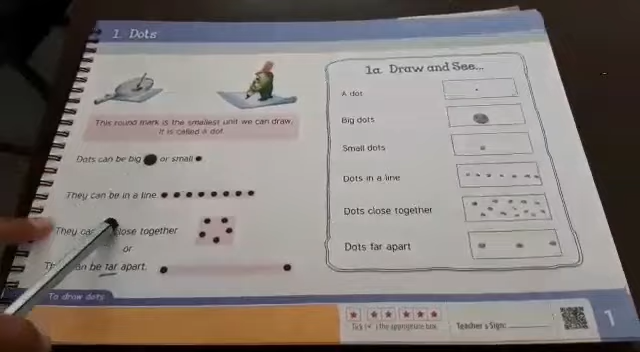 1. Dots
This round mark is the smallest unit we can draw.
It is called a dot.
Dots can be big or small
They can be in a line
They ca close together
or
an be far apart.
To draw dots
1a Draw and See...
A dot
Big dots
Small dots
Dots in a line
Dots close together
Dots far apart
Tick (✓) the appropriate box.
Teacher's Sign:
1